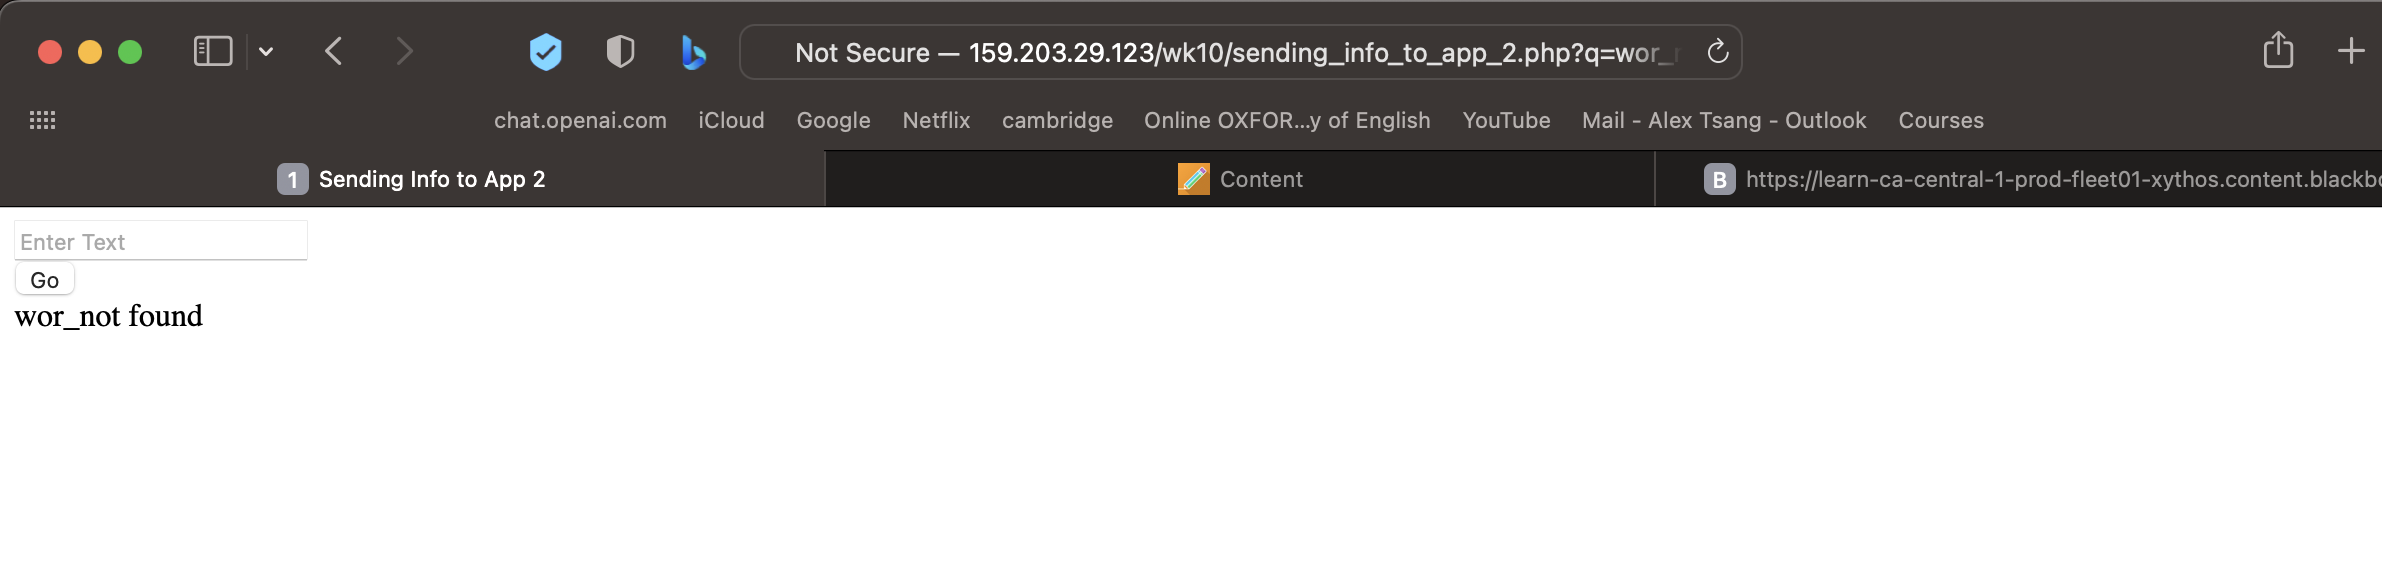 Not Secure — 159.203.29.123/wk10/sending_info_to_app_2.php?q=wor_
chat.openai.com iCloud Google Netflix cambridge Online OXFOR...y of English YouTube Mail - Alex Tsang - Outlook Courses
1 Sending Info to App 2 Content B https://learn-ca-central-1-prod-fleet01-xythos.content.blackb
Enter Text
Go
wor_not found